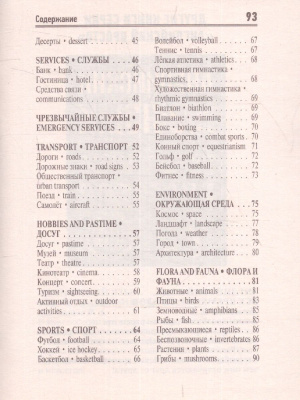 Содержание 93
Десерты • dessert 45
SERVICES • СЛУЖБЫ 46
Банк • bank 46
Гостиница • hotel 47
Средства связи •
communications 48
ЧРЕЗВЫЧАЙНЫЕ СЛУЖБЫ •
EMERGENCY SERVICES 49
TRANSPORT • ТРАНСПОРТ 52
Дороги • roads 52
Дорожные знаки • road signs 53
Общественный транспорт •
urban transport 54
Поезд • train 55
Самолёт • aircraft 55
HOBBIES AND PASTIME •
ДОСУГ 57
Досуг • pastime 57
Музей • museum 57
Театр • theatre 57
Кинотеатр • cinema 58
Концерт • concert 59
Туризм • sightseeing 60
Активный отдых • outdoor
activities 61
SPORTS • СПОРТ 64
Футбол • football 64
Хоккей • ice hockey 65
Баскетбол • basketball 66
Волейбол • volleyball 67
Теннис • tennis 67
Лёгкая атлетика • athletics 68
Спортивная гимнастика •
gymnastics 68
Художественная гимнастика •
rhythmic gymnastics 69
Биатлон • biathlon 69
Плавание • swimming 69
Бокс • boxing 70
Единоборства • combat sports 70
Конный спорт • equestrianism 71
Гольф • golf 71
Бейсбол • baseball 72
Фитнес • fitness 73
ENVIRONMENT •
ОКРУЖАЮЩАЯ СРЕДА 75
Космос • space 75
Ландшафт • landscape 77
Погода • weather 78
Город • town 79
Архитектура • architecture 80
FLORA AND FAUNA • ФЛОРА И
ФАУНА 81
Животные • animals 81
Птицы • birds 83
Земноводные • amphibians 85
Рыбы • fish 85
Пресмыкающиеся • reptiles 86
Беспозвоночные • invertebrates 86
Растения • plants 87
Грибы • mushrooms 90